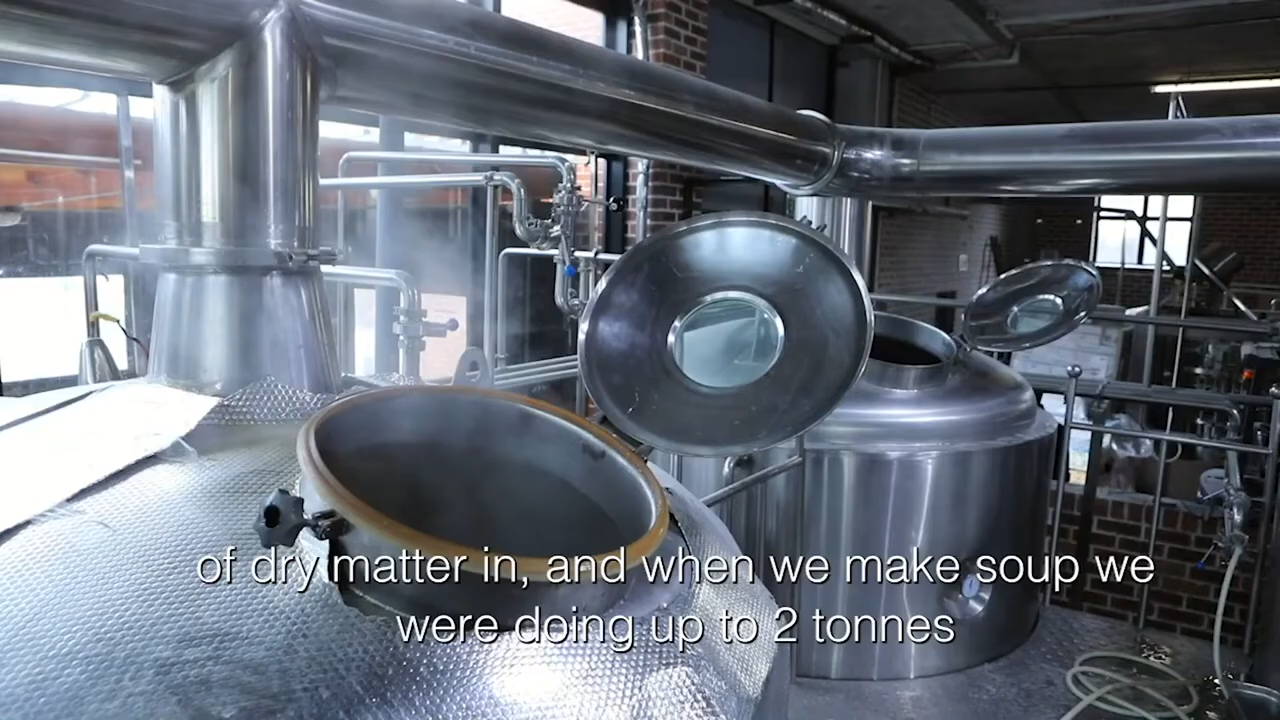 of dry matter in, and when we make soup we
were doing up to 2 tonnes